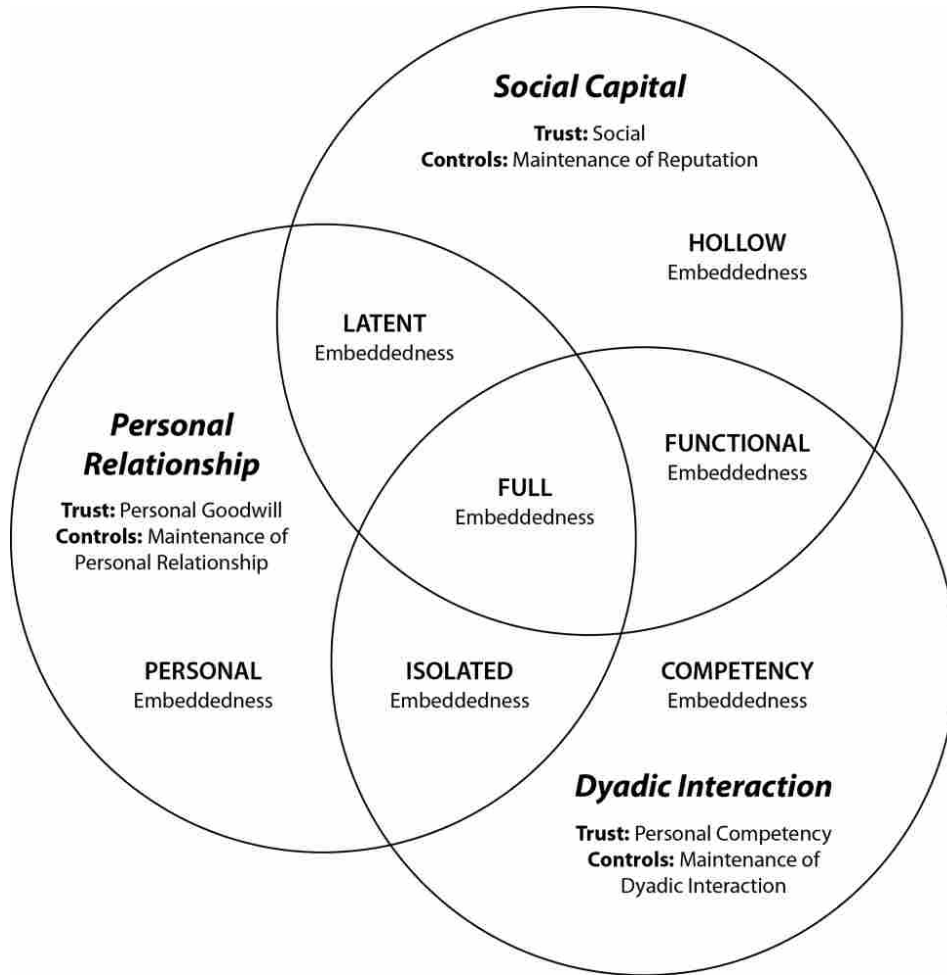 Social Capital
Trust: Social
Controls: Maintenance of Reputation
HOLLOW
Embeddedness
LATENT
Embeddedness
Personal
Relationship
Trust: Personal Goodwill
Controls: Maintenance of
Personal Relationship
FUNCTIONAL
Embeddedness
FULL
Embeddedness
PERSONAL
Embeddedness
ISOLATED
Embeddedness
COMPETENCY
Embeddedness
Dyadic Interaction
Trust: Personal Competency
Controls: Maintenance of
Dyadic Interaction